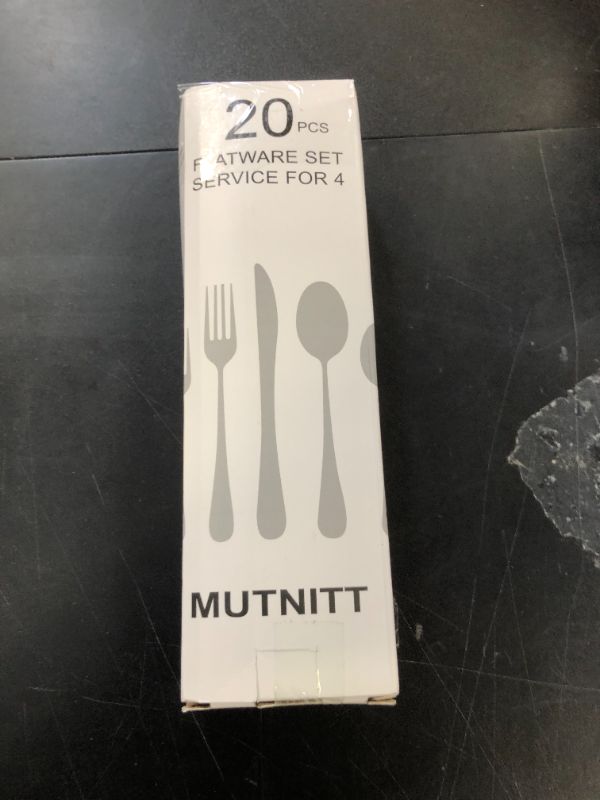 20 PCS
FLATWARE SET
SERVICE FOR 4
MUTNITT